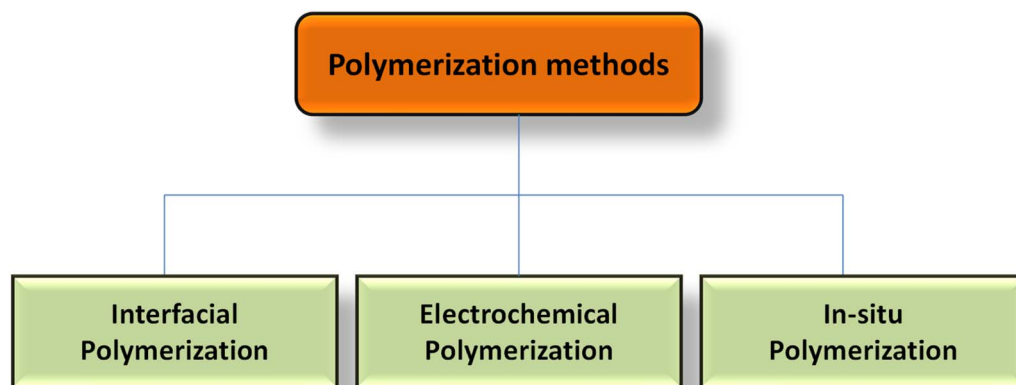 Polymerization methods
Interfacial
Polymerization
Electrochemical
Polymerization
In-situ
Polymerization